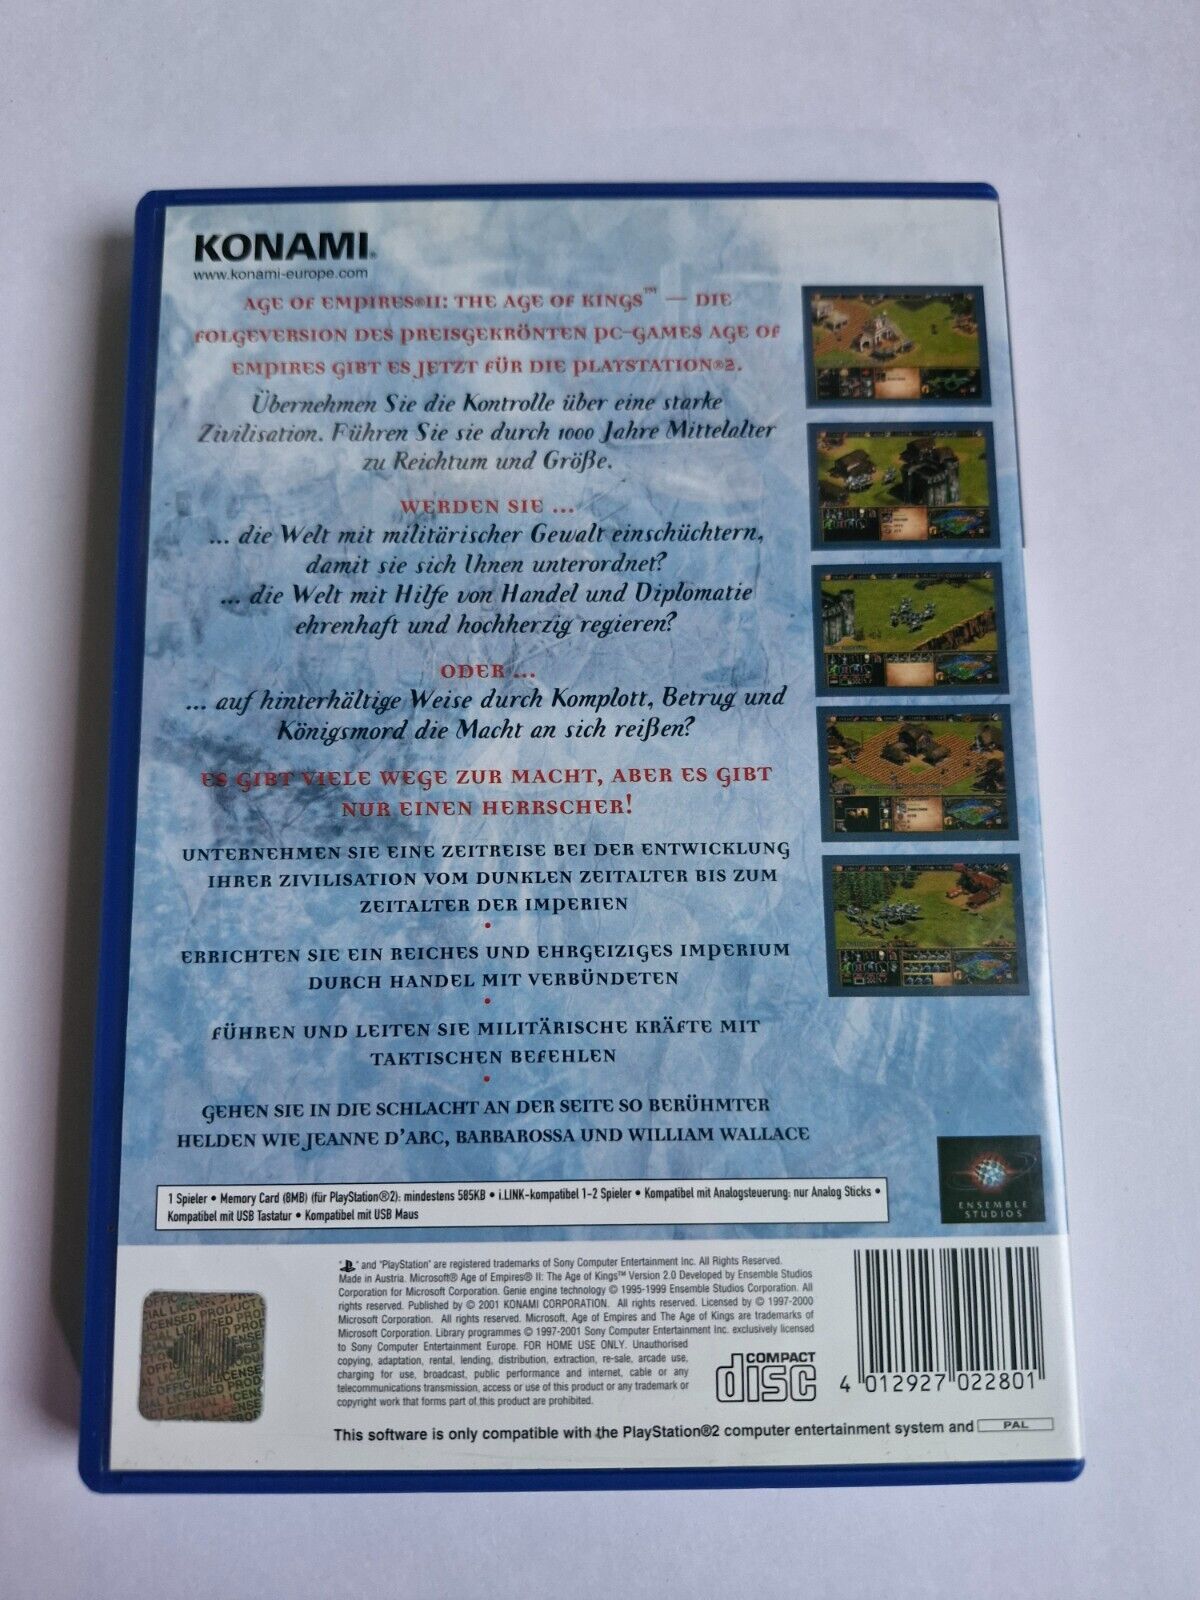 KONAMI®
www.konami-europe.com
AGE OF EMPIRES®II: THE AGE OF KINGS™ — DIE
FOLGEVERSION DES PREISGEKRÖNTEN PC-GAMES AGE OF
EMPIRES GIBT ES JETZT FÜR DIE PLAYSTATION®2.
Übernehmen Sie die Kontrolle über eine starke
Zivilisation. Führen Sie sie durch 1000 Jahre Mittelalter
zu Reichtum und Größe.
WERDEN SIE ...
... die Welt mit militärischer Gewalt einschüchtern,
damit sie sich Ihnen unterordnet?
... die Welt mit Hilfe von Handel und Diplomatie
ehrenhaft und hochherzig regieren?
ODER ...
... auf hinterhältige Weise durch Komplott, Betrug und
Königsmord die Macht an sich reißen?
ES GIBT VIELE WEGE ZUR MACHT, ABER ES GIBT
NUR EINEN HERRSCHER!
UNTERNEHMEN SIE EINE ZEITREISE BEI DER ENTWICKLUNG
IHRER ZIVILISATION VOM DUNKLEN ZEITALTER BIS ZUM
ZEITALTER DER IMPERIEN
•
ERRICHTEN SIE EIN REICHES UND EHRGEIZIGES IMPERIUM
DURCH HANDEL MIT VERBÜNDETEN
•
FÜHREN UND LEITEN SIE MILITÄRISCHE KRÄFTE MIT
TAKTISCHEN BEFEHLEN
•
GEHEN SIE IN DIE SCHLACHT AN DER SEITE SO BERÜHMTER
HELDEN WIE JEANNE D'ARC, BARBAROSSA UND WILLIAM WALLACE
ENSEMBLE
STUDIOS
1 Spieler • Memory Card (8MB) (für PlayStation®2): mindestens 585KB • i.LINK-kompatibel 1-2 Spieler • Kompatibel mit Analogsteuerung: nur Analog Sticks •
Kompatibel mit USB Tastatur • Kompatibel mit USB Maus
" " and "PlayStation" are registered trademarks of Sony Computer Entertainment Inc. All Rights Reserved.
Made in Austria. Microsoft® Age of Empires® II: The Age of Kings™ Version 2.0 Developed by Ensemble Studios
Corporation for Microsoft Corporation. Genie engine technology © 1995-1999 Ensemble Studios Corporation. All
rights reserved. Published by © 2001 KONAMI CORPORATION. All rights reserved. Licensed by © 1997-2000
Microsoft Corporation. All rights reserved. Microsoft, Age of Empires and The Age of Kings are trademarks of
Microsoft Corporation. Library programmes © 1997-2001 Sony Computer Entertainment Inc. exclusively licensed
to Sony Computer Entertainment Europe. FOR HOME USE ONLY. Unauthorised
copying, adaptation, rental, lending, distribution, extraction, re-sale, arcade use,
charging for use, broadcast, public performance and internet, cable or any
telecommunications transmission, access or use of this product or any trademark or
copyright work that forms part of this product are prohibited.
COMPACT
disc
4 012927 022801
OFFICIAL LICENSED PRODUCT
This software is only compatible with the PlayStation®2 computer entertainment system and PAL